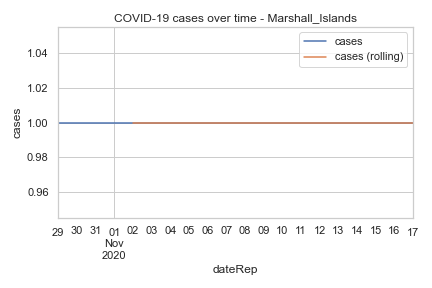 COVID-19 cases over time - Marshall_Islands
cases
cases (rolling)
1.04
1.02
1.00
0.98
0.96
cases
29 30 31 01 02 03 04 05 06 07 08 09 10 11 12 13 14 15 16 17
Nov
2020
dateRep